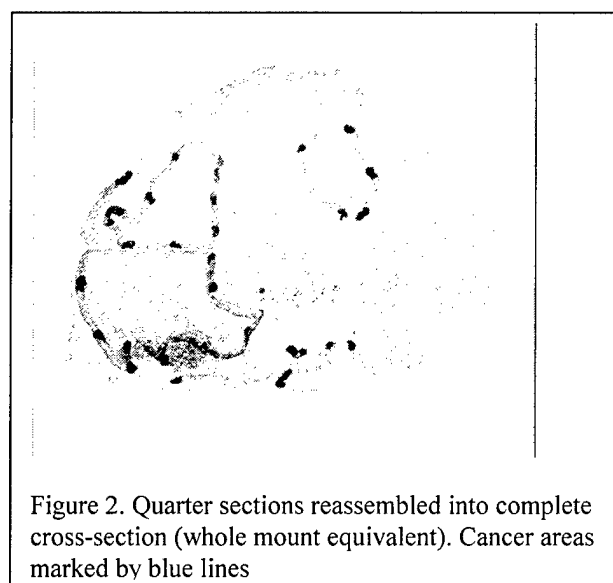 Figure 2. Quarter sections reassembled into complete
cross-section (whole mount equivalent). Cancer areas
marked by blue lines